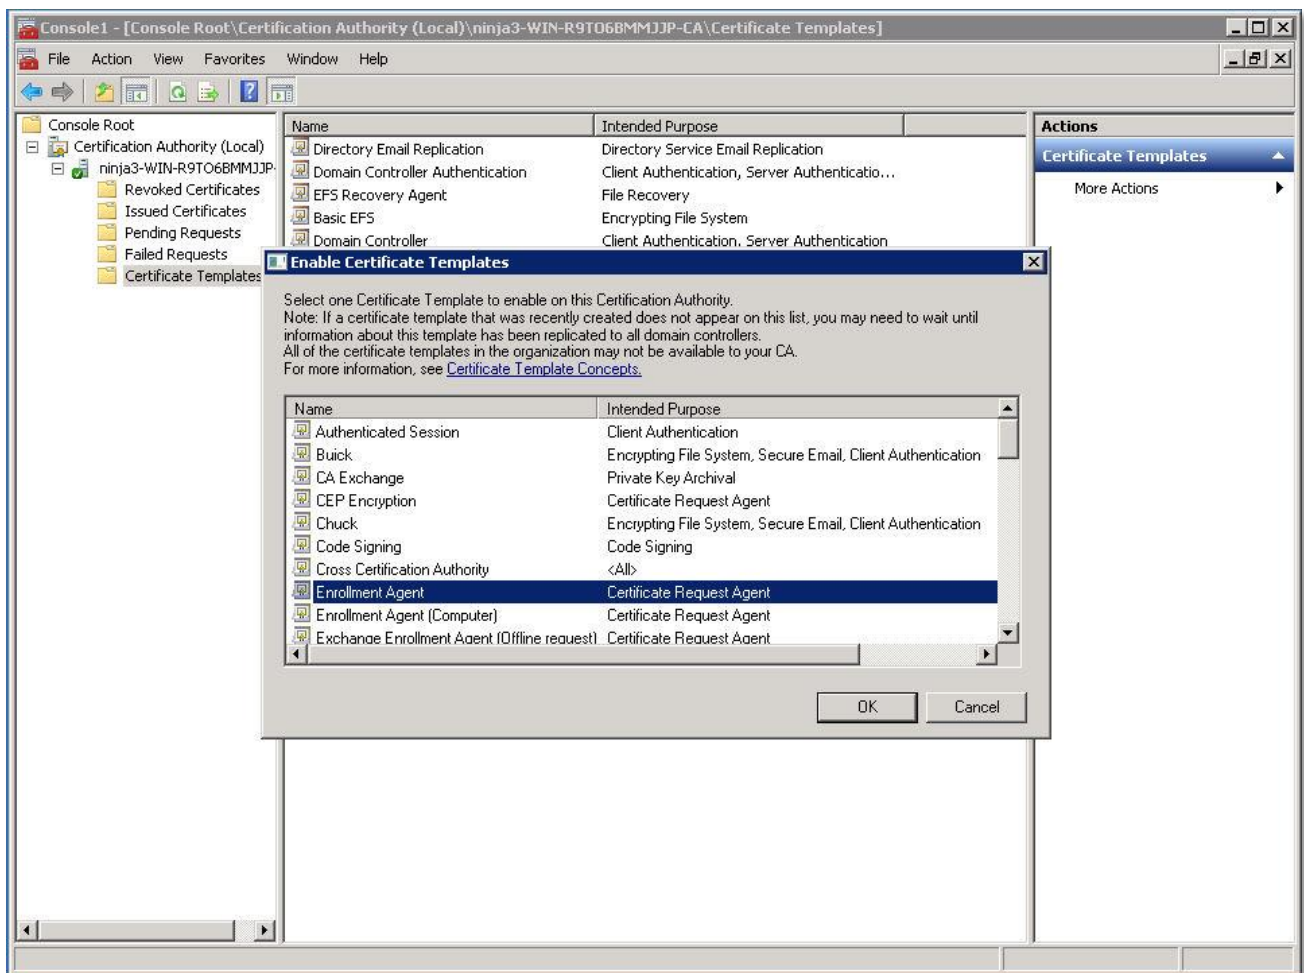 Console1 - [Console Root\Certification Authority (Local)\ninja3-WIN-R9TO6BMMJJP-CA\Certificate Templates]
File Action View Favorites Window Help
Console Root
Certification Authority (Local)
ninja3-WIN-R9TO6BMMJJP-
Revoked Certificates
Issued Certificates
Pending Requests
Failed Requests
Certificate Templates
Name Intended Purpose
Directory Email Replication Directory Service Email Replication
Domain Controller Authentication Client Authentication, Server Authenticatio...
EFS Recovery Agent File Recovery
Basic EFS Encrypting File System
Domain Controller Client Authentication, Server Authentication
Actions
Certificate Templates
More Actions
Enable Certificate Templates
Select one Certificate Template to enable on this Certification Authority.
Note: If a certificate template that was recently created does not appear on this list, you may need to wait until
information about this template has been replicated to all domain controllers.
All of the certificate templates in the organization may not be available to your CA.
For more information, see Certificate Template Concepts.
Name Intended Purpose
Authenticated Session Client Authentication
Buick Encrypting File System, Secure Email, Client Authentication
CA Exchange Private Key Archival
CEP Encryption Certificate Request Agent
Chuck Encrypting File System, Secure Email, Client Authentication
Code Signing Code Signing
Cross Certification Authority <All>
Enrollment Agent Certificate Request Agent
Enrollment Agent (Computer) Certificate Request Agent
Exchange Enrollment Agent (Offline request) Certificate Request Agent
OK Cancel